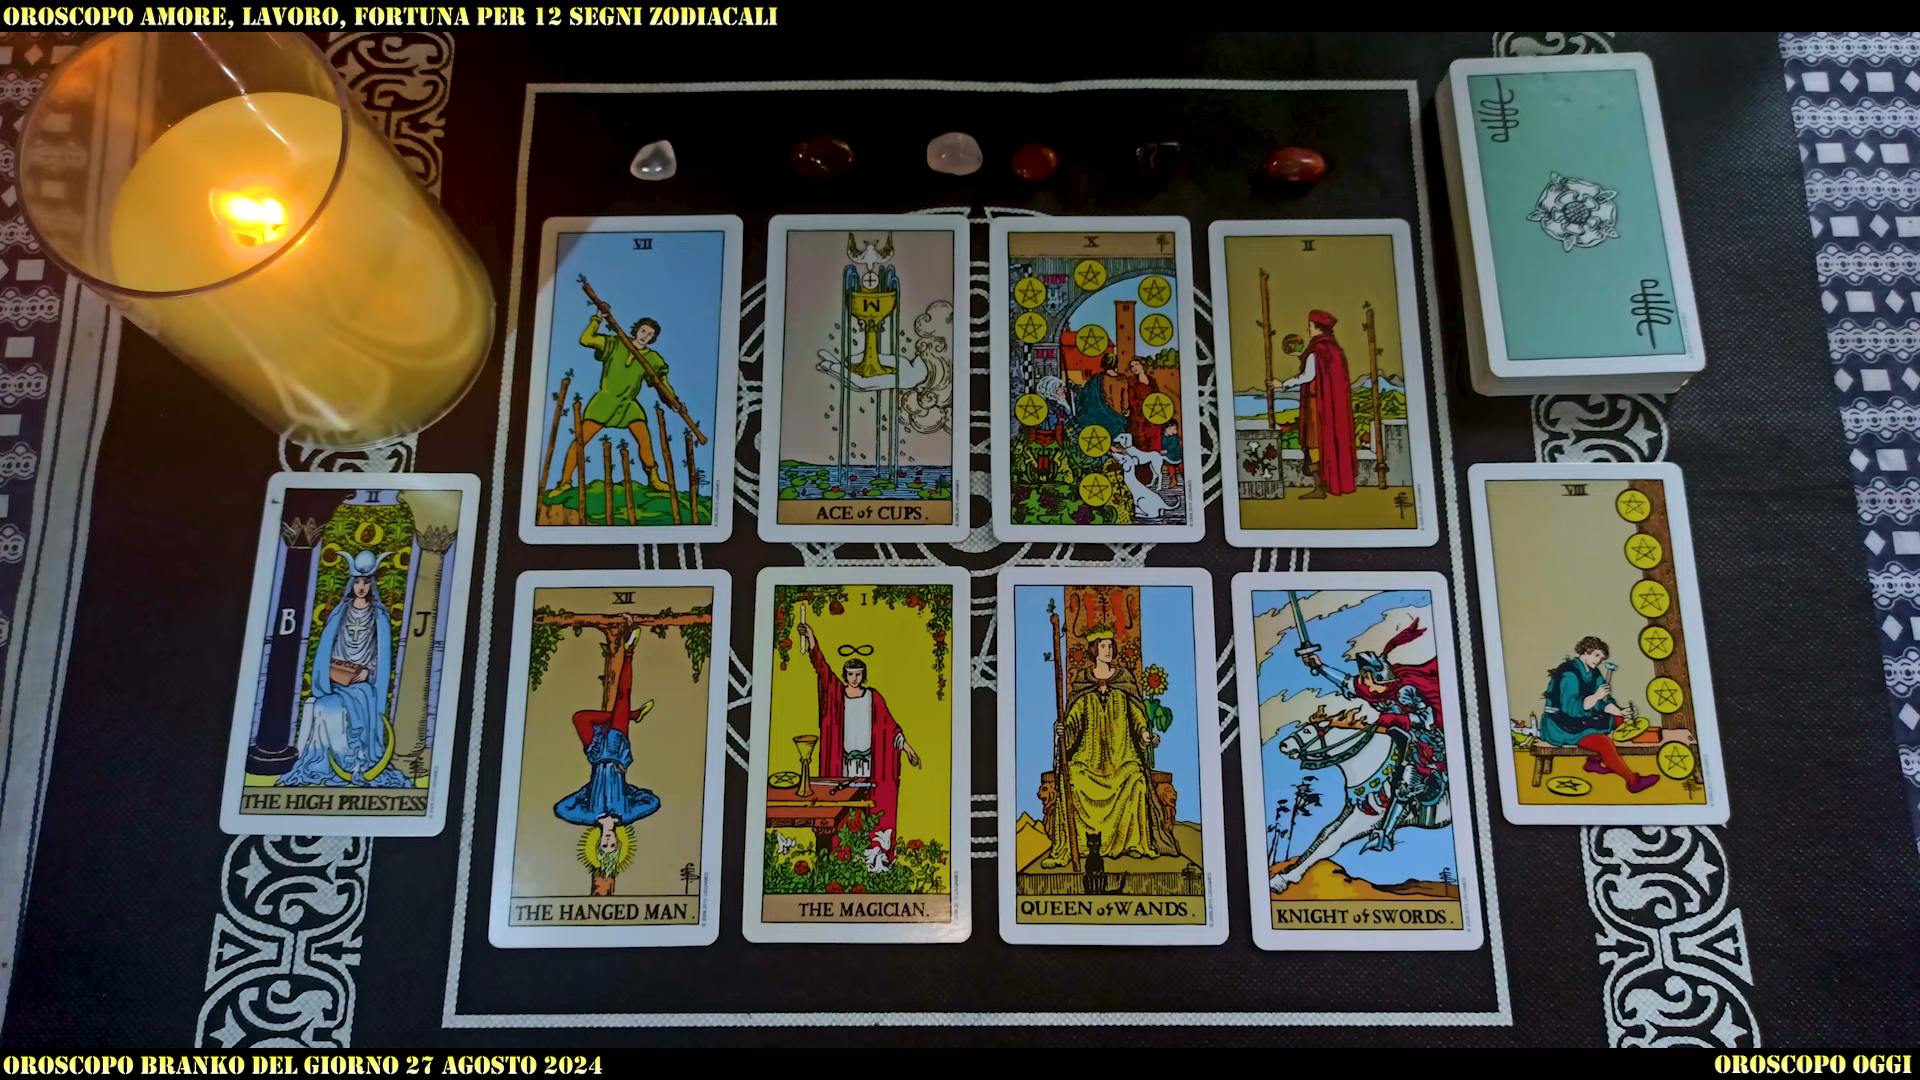 OROSCOPO AMORE, LAVORO, FORTUNA PER 12 SEGNI ZODIACALI
VII
ACE of CUPS.
X
II
II
B J
THE HIGH PRIESTESS
VIII
XII
THE HANGED MAN.
I
THE MAGICIAN.
QUEEN of WANDS.
KNIGHT of SWORDS.
OROSCOPO BRANKO DEL GIORNO 27 AGOSTO 2024
OROSCOPO OGGI